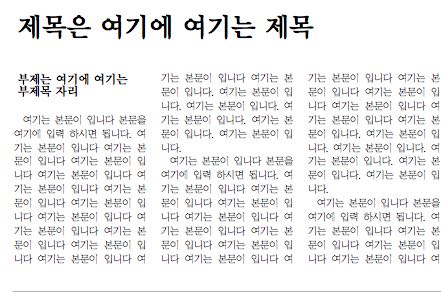 제목은 여기에 여기는 제목
부제는 여기에 여기는
부제목 자리
여기는 본문이 입니다 본문을
여기에 입력 하시면 됩니다. 여
기는 본문이 입니다 여기는 본
문이 입니다 여기는 본문이 입
니다 여기는 본문이 입니다 여
기는 본문이 입니다 여기는 본
문이 입니다 여기는 본문이 입
니다 여기는 본문이 입니다 여
기는 본문이 입니다 여기는 본
문이 입니다 여기는 본문이 입
니다 여기는 본문이 입니다 여
기는 본문이 입니다 여기는 본
문이 입니다. 여기는 본문이 입
니다. 여기는 본문이 입니다. 여
기는 본문이 입니다. 여기는 본
문이 입니다. 여기는 본문이 입
니다.
여기는 본문이 입니다 본문을
여기에 입력 하시면 됩니다. 여
기는 본문이 입니다 여기는 본
문이 입니다 여기는 본문이 입
니다 여기는 본문이 입니다 여
기는 본문이 입니다 여기는 본
문이 입니다 여기는 본문이 입
니다 여기는 본문이 입니다 여
기는 본문이 입니다 여기는 본
문이 입니다 여기는 본문이 입
니다 여기는 본문이 입니다 여
기는 본문이 입니다 여기는 본
문이 입니다. 여기는 본문이 입
니다. 여기는 본문이 입니다. 여
기는 본문이 입니다. 여기는 본
문이 입니다. 여기는 본문이 입
니다.
여기는 본문이 입니다 본문을
여기에 입력 하시면 됩니다. 여
기는 본문이 입니다 여기는 본
문이 입니다 여기는 본문이 입
니다 여기는 본문이 입니다 여